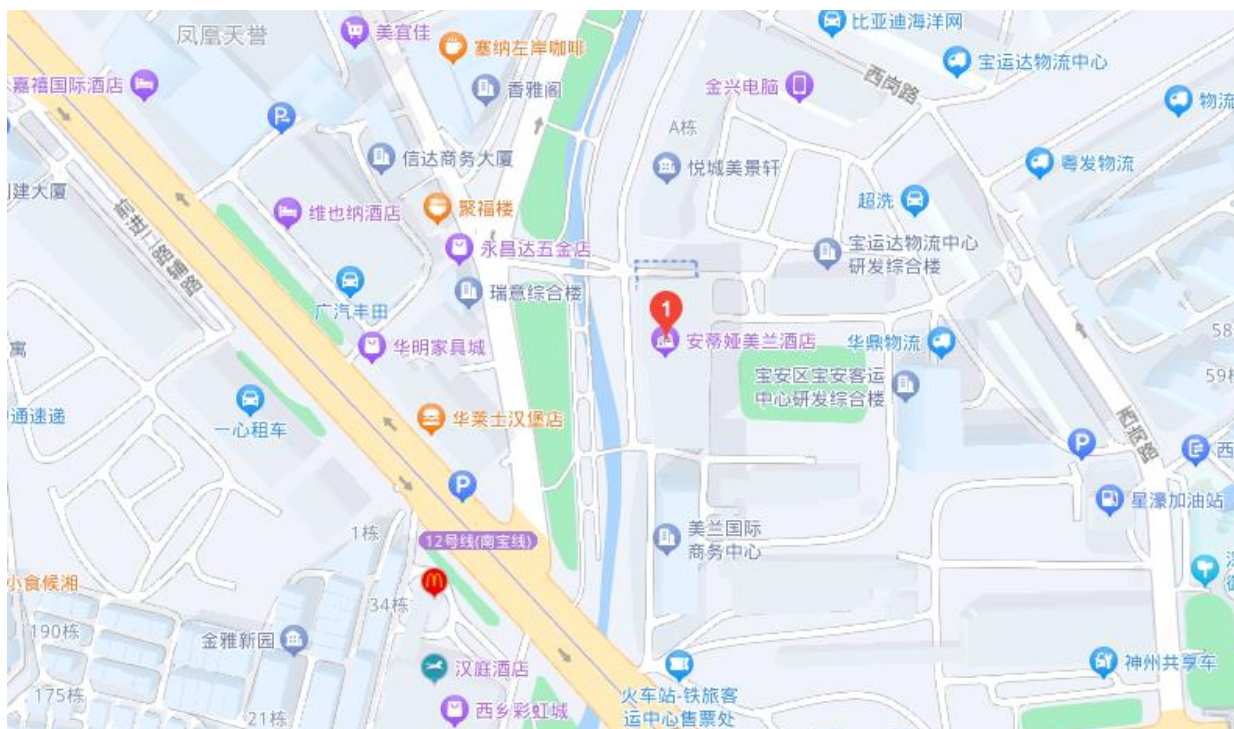 凤凰天誉
美宜佳
塞纳左岸咖啡
比亚迪海洋网
宝运达物流中心
嘉禧国际酒店
香雅阁
金兴电脑
西岗路
物流
A栋
信达商务大厦
悦城美景轩
粤发物流
建大厦
维也纳酒店
聚福楼
超洗
前进二路辅路
永昌达五金店
宝运达物流中心
研发综合楼
瑞意综合楼
广汽丰田
1
寓
华明家具城
安蒂娅美兰酒店
华鼎物流
58
宝安区宝安客运
中心研发综合楼
59
通速递
一心租车
华莱士汉堡店
P
P
西
星濠加油站
1栋
12号线(南宝线)
美兰国际
商务中心
小食候湘
34栋
190栋
金雅新园
汉庭酒店
神州共享车
175栋
21栋
西乡彩虹城
火车站-铁旅客
运中心售票处